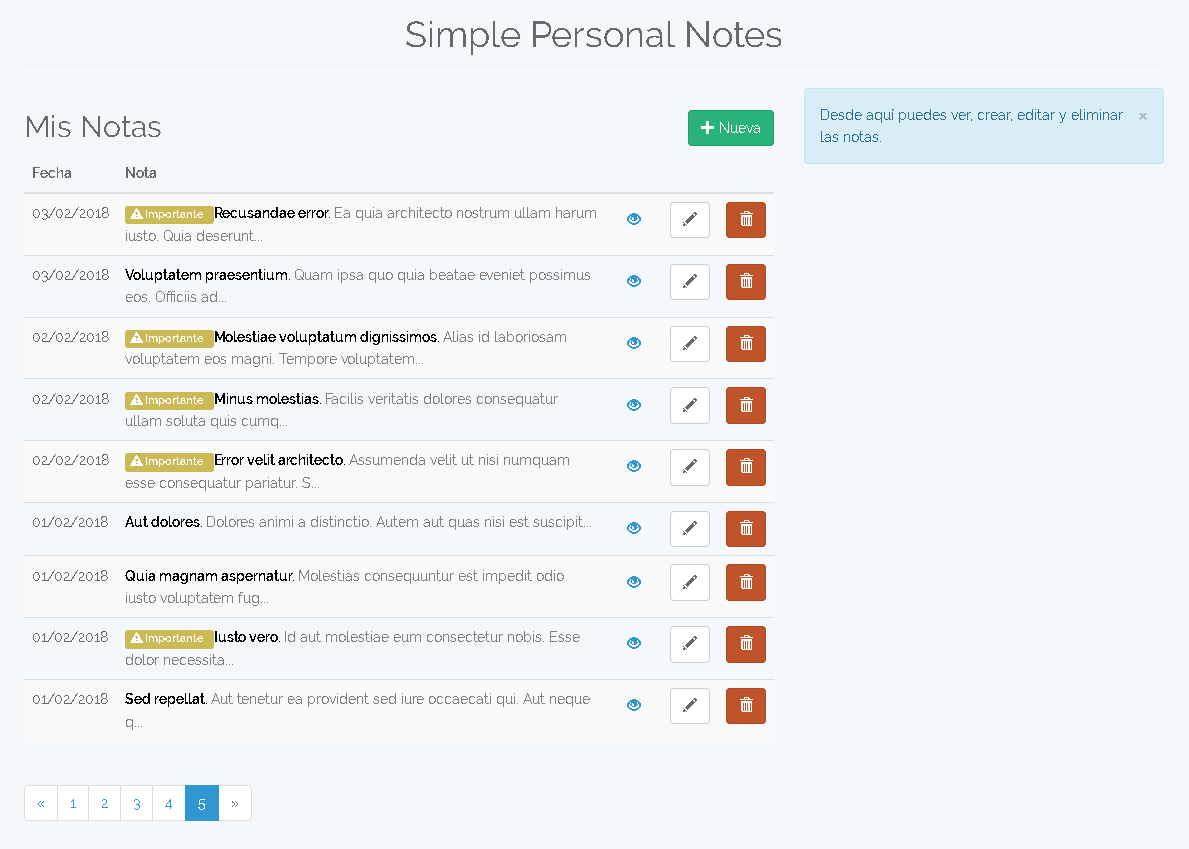 Simple Personal Notes
Mis Notas
Nueva
Desde aquí puedes ver, crear, editar y eliminar ×
las notas.
Fecha Nota
03/02/2018 Importante Recusandae error. Ea quia architecto nostrum ullam harum
iusto. Quia deserunt...
03/02/2018 Voluptatem praesentium. Quam ipsa quo quia beatae eveniet possimus
eos. Officiis ad...
02/02/2018 Importante Molestiae voluptatum dignissimos. Alias id laboriosam
voluptatem eos magni. Tempore voluptatem...
02/02/2018 Importante Minus molestias. Facilis veritatis dolores consequatur
ullam soluta quis cumq...
02/02/2018 Importante Error velit architecto. Assumenda velit ut nisi numquam
esse consequatur pariatur. S...
01/02/2018 Aut dolores. Dolores animi a distinctio. Autem aut quas nisi est suscipit...
01/02/2018 Quia magnam aspernatur. Molestias consequuntur est impedit odio
iusto voluptatem fug...
01/02/2018 Importante Iusto vero. Id aut molestiae eum consectetur nobis. Esse
dolor necessita...
01/02/2018 Sed repellat. Aut tenetur ea provident sed iure occaecati qui. Aut neque
q...
« 1 2 3 4 5 »